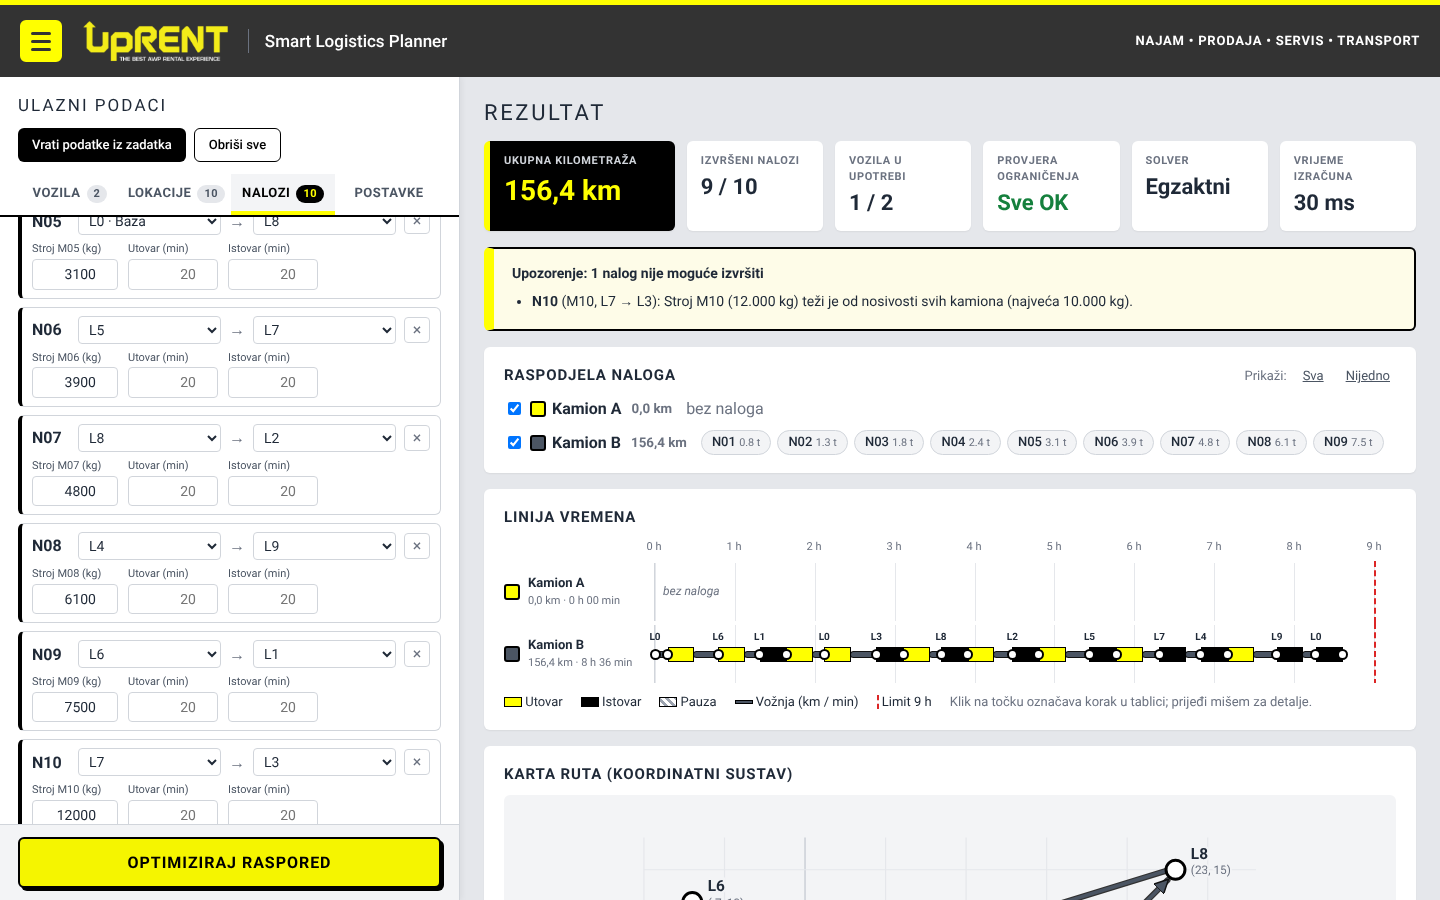 UpRENT
THE BEST AWP RENTAL EXPERIENCE
Smart Logistics Planner
NAJAM • PRODAJA • SERVIS • TRANSPORT
ULAZNI PODACI
Vrati podatke iz zadatka
Obriši sve
VOZILA 2
LOKACIJE 10
NALOZI 10
POSTAVKE
N05 L0 · Baza → L8 ×
Stroj M05 (kg) Utovar (min) Istovar (min)
3100 20 20
N06 L5 → L7 ×
Stroj M06 (kg) Utovar (min) Istovar (min)
3900 20 20
N07 L8 → L2 ×
Stroj M07 (kg) Utovar (min) Istovar (min)
4800 20 20
N08 L4 → L9 ×
Stroj M08 (kg) Utovar (min) Istovar (min)
6100 20 20
N09 L6 → L1 ×
Stroj M09 (kg) Utovar (min) Istovar (min)
7500 20 20
N10 L7 → L3 ×
Stroj M10 (kg) Utovar (min) Istovar (min)
12000 20 20
OPTIMIZIRAJ RASPORED
REZULTAT
UKUPNA KILOMETRAŽA
156,4 km
IZVRŠENI NALOZI
9 / 10
VOZILA U
UPOTREBI
1 / 2
PROVJERA
OGRANIČENJA
Sve OK
SOLVER
Egzaktni
VRIJEME
IZRAČUNA
30 ms
Upozorenje: 1 nalog nije moguće izvršiti
• N10 (M10, L7 → L3): Stroj M10 (12.000 kg) teži je od nosivosti svih kamiona (najveća 10.000 kg).
RASPODJELA NALOGA
Prikaži: Sva Nijedno
Kamion A 0,0 km bez naloga
Kamion B 156,4 km N01 0.8 t N02 1.3 t N03 1.8 t N04 2.4 t N05 3.1 t N06 3.9 t N07 4.8 t N08 6.1 t N09 7.5 t
LINIJA VREMENA
0 h 1 h 2 h 3 h 4 h 5 h 6 h 7 h 8 h 9 h
Kamion A
0,0 km · 0 h 00 min
bez naloga
L0 L6 L1 L0 L3 L8 L2 L5 L7 L4 L9 L0
Kamion B
156,4 km · 8 h 36 min
Utovar Istovar Pauza Vožnja (km / min) Limit 9 h Klik na točku označava korak u tablici; prijeđi mišem za detalje.
KARTA RUTA (KOORDINATNI SUSTAV)
L8
(23, 15)
L6